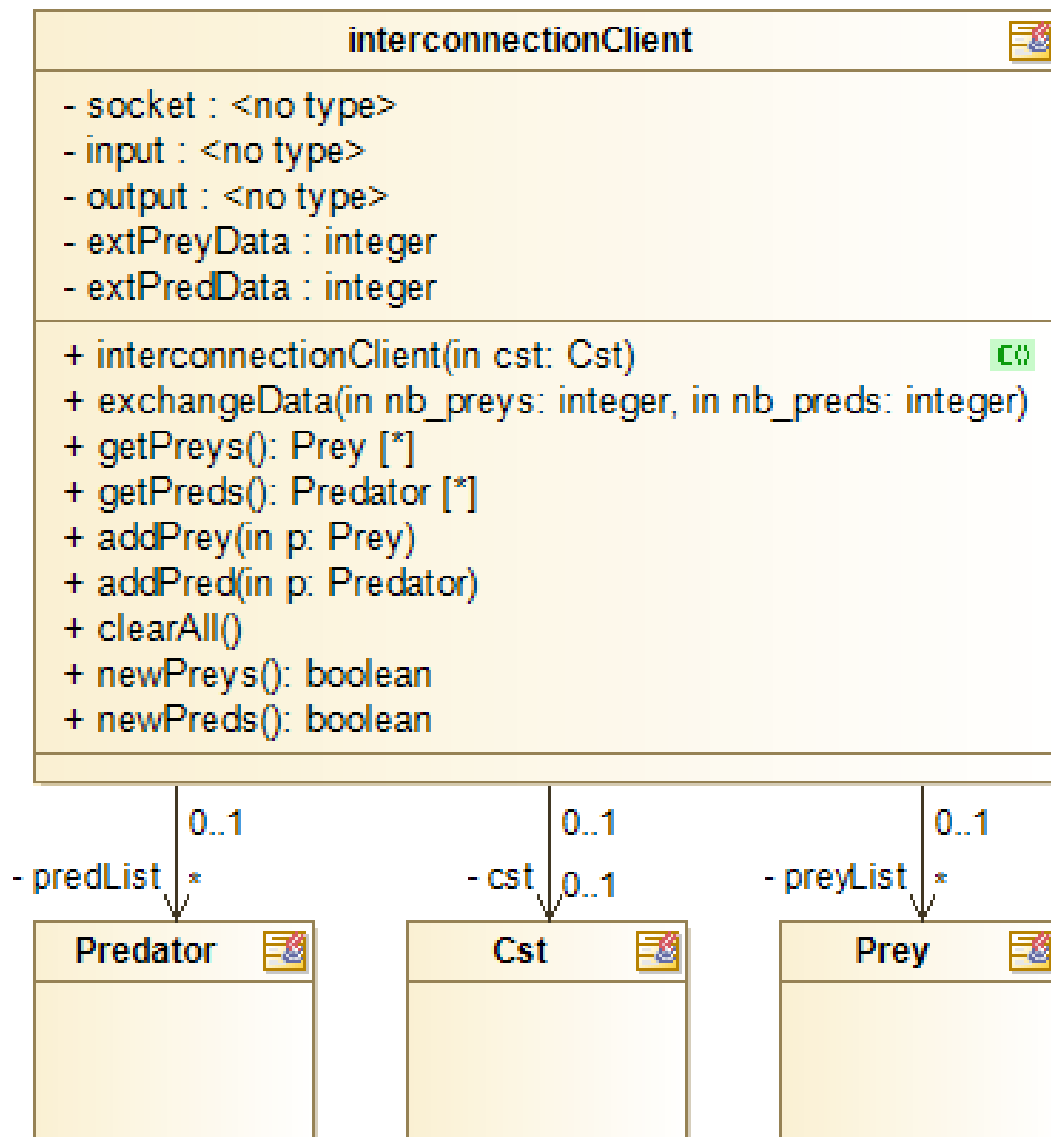 interconnectionClient
- socket : <no type>
- input : <no type>
- output : <no type>
- extPreyData : integer
- extPredData : integer
+ interconnectionClient(in cst: Cst)
+ exchangeData(in nb_preys: integer, in nb_preds: integer)
+ getPreys(): Prey [*]
+ getPreds(): Predator [*]
+ addPrey(in p: Prey)
+ addPred(in p: Predator)
+ clearAll()
+ newPreys(): boolean
+ newPreds(): boolean
0..1 0..1 0..1
- predList * - cst 0..1 - preyList *
Predator Cst Prey